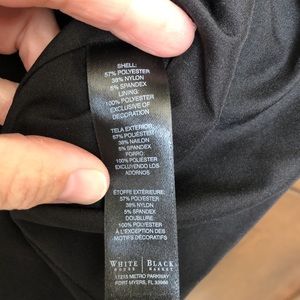 SHELL:
57% POLYESTER
38% NYLON
5% SPANDEX
LINING:
100% POLYESTER
EXCLUSIVE OF
DECORATION
TELA EXTERIOR:
57% POLIÉSTER
38% NAILON
5% SPANDEX
FORRO:
100% POLIÉSTER
EXCLUYENDO LOS
ADORNOS
ÉTOFFE EXTÉRIEURE:
57% POLYESTER
38% NYLON
5% SPANDEX
DOUBLURE:
100% POLYESTER
À L'EXCEPTION DES
MOTIFS DÉCORATIFS
WHITE | BLACK
HOUSE | MARKET
11215 METRO PARKWAY
FORT MYERS, FL 33966